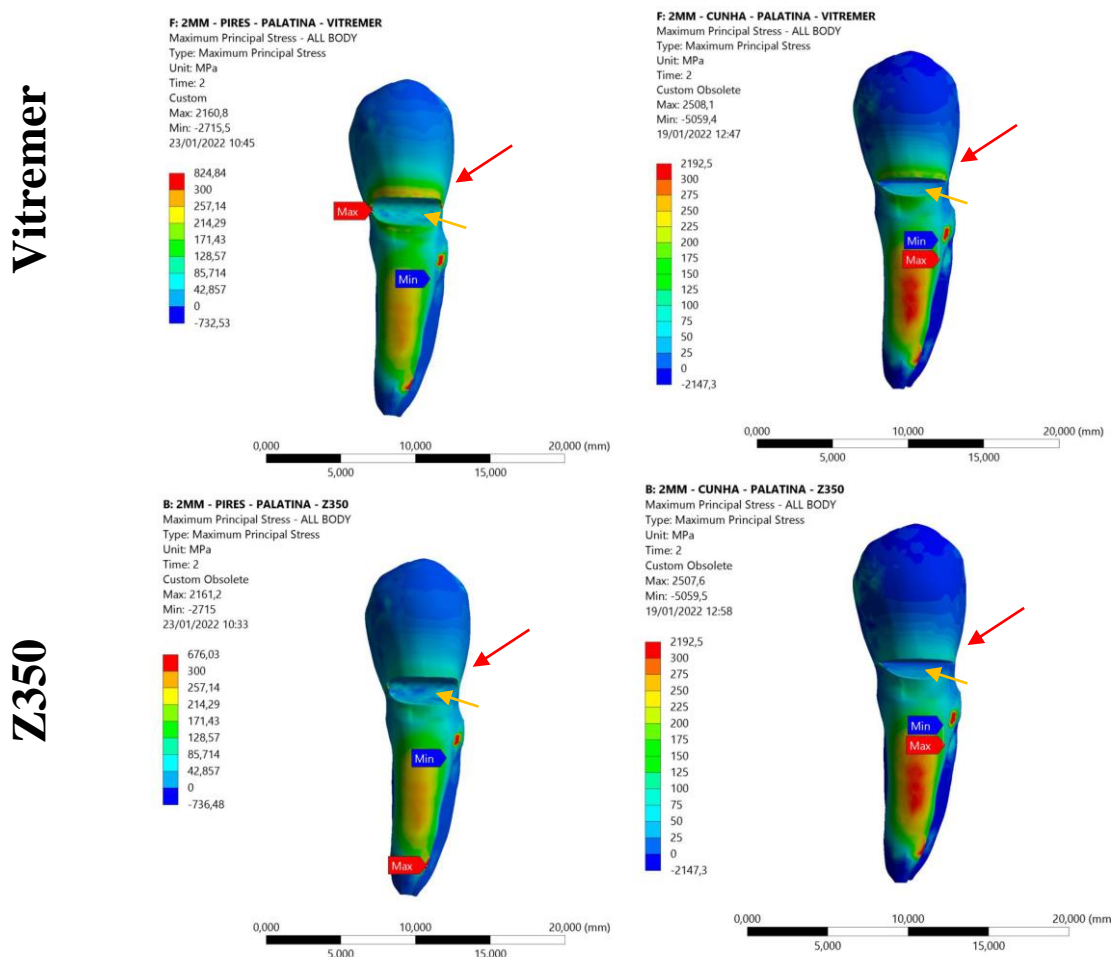 Vitremer
F: 2MM - PIRES - PALATINA - VITREMER
Maximum Principal Stress - ALL BODY
Type: Maximum Principal Stress
Unit: MPa
Time: 2
Custom
Max: 2160,8
Min: -2715,5
23/01/2022 10:45
824,84
300
257,14
214,29
171,43
128,57
85,714
42,857
0
-732,53
Max
Min
0,000
10,000
20,000 (mm)
5,000
15,000
F: 2MM - CUNHA - PALATINA - VITREMER
Maximum Principal Stress - ALL BODY
Type: Maximum Principal Stress
Unit: MPa
Time: 2
Custom Obsolete
Max: 2508,1
Min: -5059,4
19/01/2022 12:47
2192,5
300
275
250
225
200
175
150
125
100
75
50
25
0
-2147,3
Min
Max
0,000
10,000
20,000 (mm)
5,000
15,000
Z350
B: 2MM - PIRES - PALATINA - Z350
Maximum Principal Stress - ALL BODY
Type: Maximum Principal Stress
Unit: MPa
Time: 2
Custom Obsolete
Max: 2161,2
Min: -2715
23/01/2022 10:33
676,03
300
257,14
214,29
171,43
128,57
85,714
42,857
0
-736,48
Min
Max
0,000
10,000
20,000 (mm)
5,000
15,000
B: 2MM - CUNHA - PALATINA - Z350
Maximum Principal Stress - ALL BODY
Type: Maximum Principal Stress
Unit: MPa
Time: 2
Custom Obsolete
Max: 2507,6
Min: -5059,5
19/01/2022 12:58
2192,5
300
275
250
225
200
175
150
125
100
75
50
25
0
-2147,3
Min
Max
0,000
10,000
20,000 (mm)
5,000
15,000